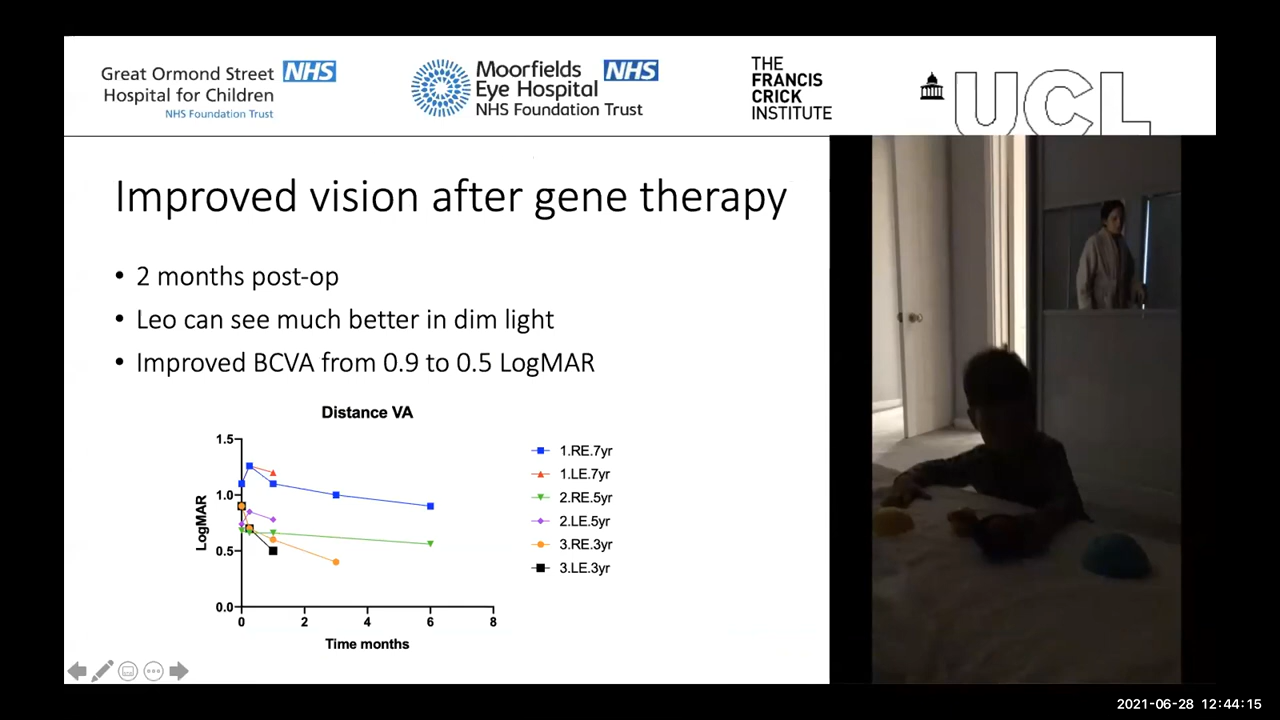 Great Ormond Street NHS
Hospital for Children
NHS Foundation Trust
Moorfields NHS
Eye Hospital
NHS Foundation Trust
THE
FRANCIS
CRICK
INSTITUTE
UCL
Improved vision after gene therapy
• 2 months post-op
• Leo can see much better in dim light
• Improved BCVA from 0.9 to 0.5 LogMAR
Distance VA
1.5
1.0
0.5
0.0
LogMAR
0 2 4 6 8
Time months
1.RE.7yr
1.LE.7yr
2.RE.5yr
2.LE.5yr
3.RE.3yr
3.LE.3yr
2021-06-28 12:44:15